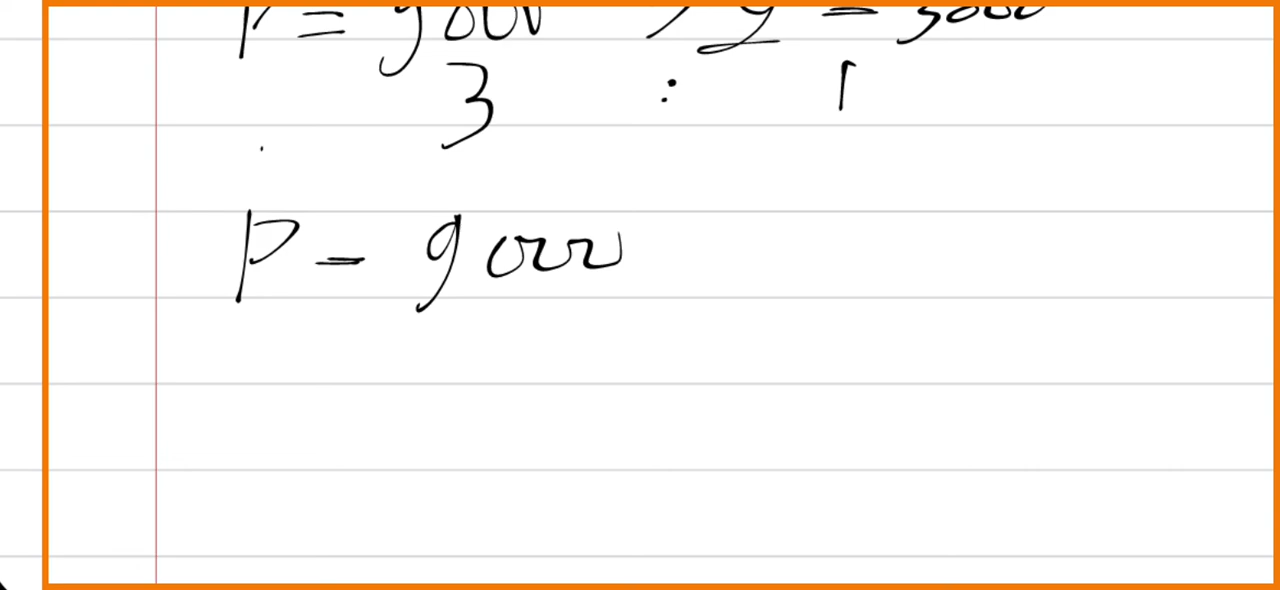 P = 9000 , y = 3000
3 : 1
P = 9000